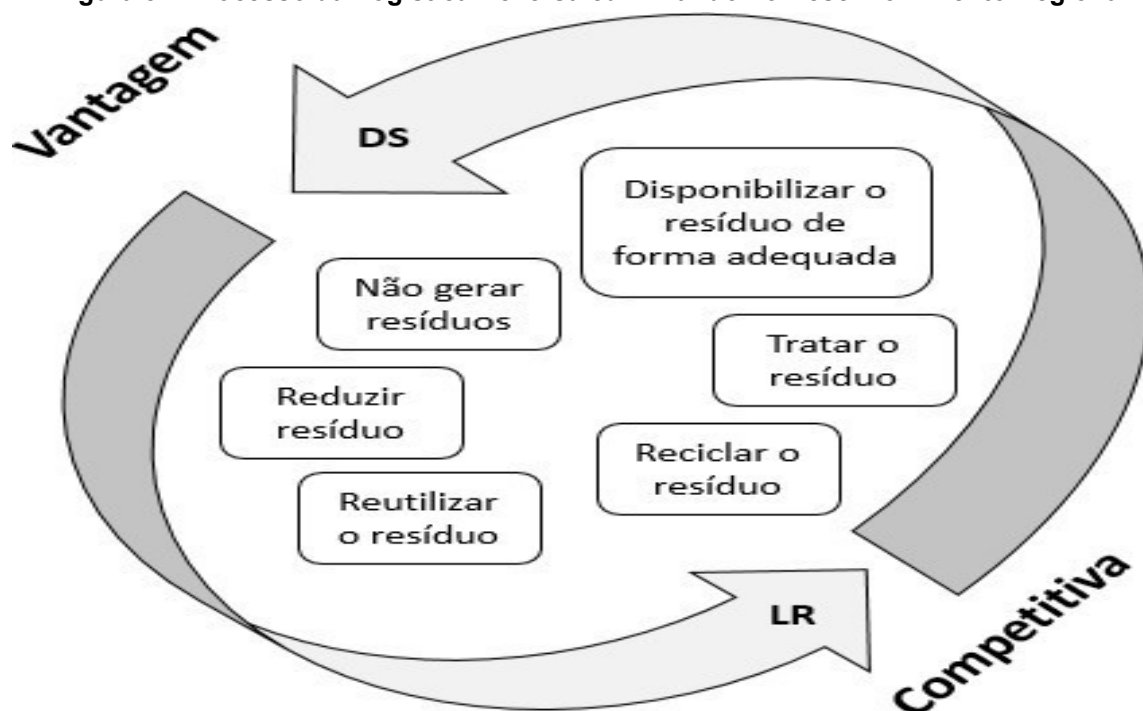 Vantagem
DS
Disponibilizar o
resíduo de
forma adequada
Não gerar
resíduos
Tratar o
resíduo
Reduzir
resíduo
Reciclar o
resíduo
Reutilizar
o resíduo
LR
Competitiva